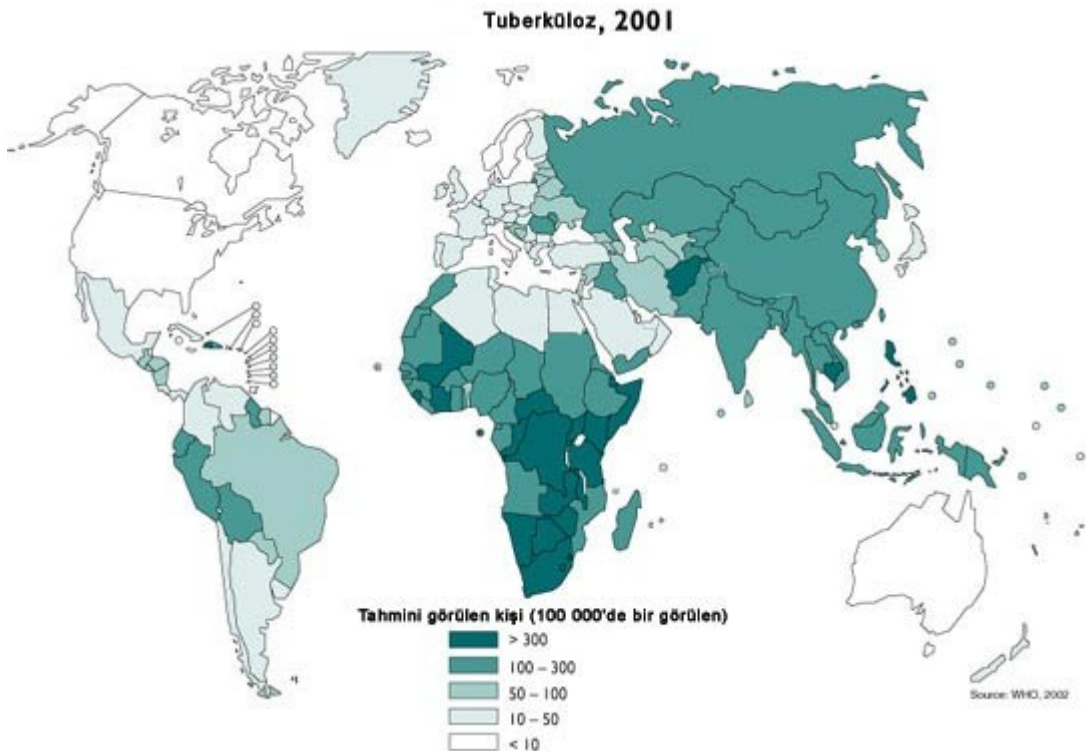 Tuberküloz, 2001
Tahmini görülen kişi (100 000'de bir görülen)
> 300
100 – 300
50 – 100
10 – 50
< 10
Source: WHO, 2002